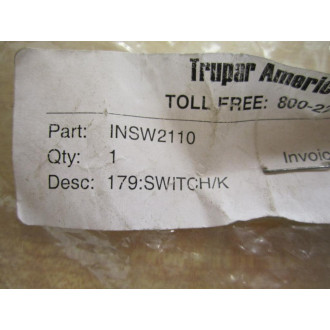 Trupar Americ
TOLL FREE: 800-2
Part: INSW2110
Qty: 1
Invoic
Desc: 179:SWITCH/K